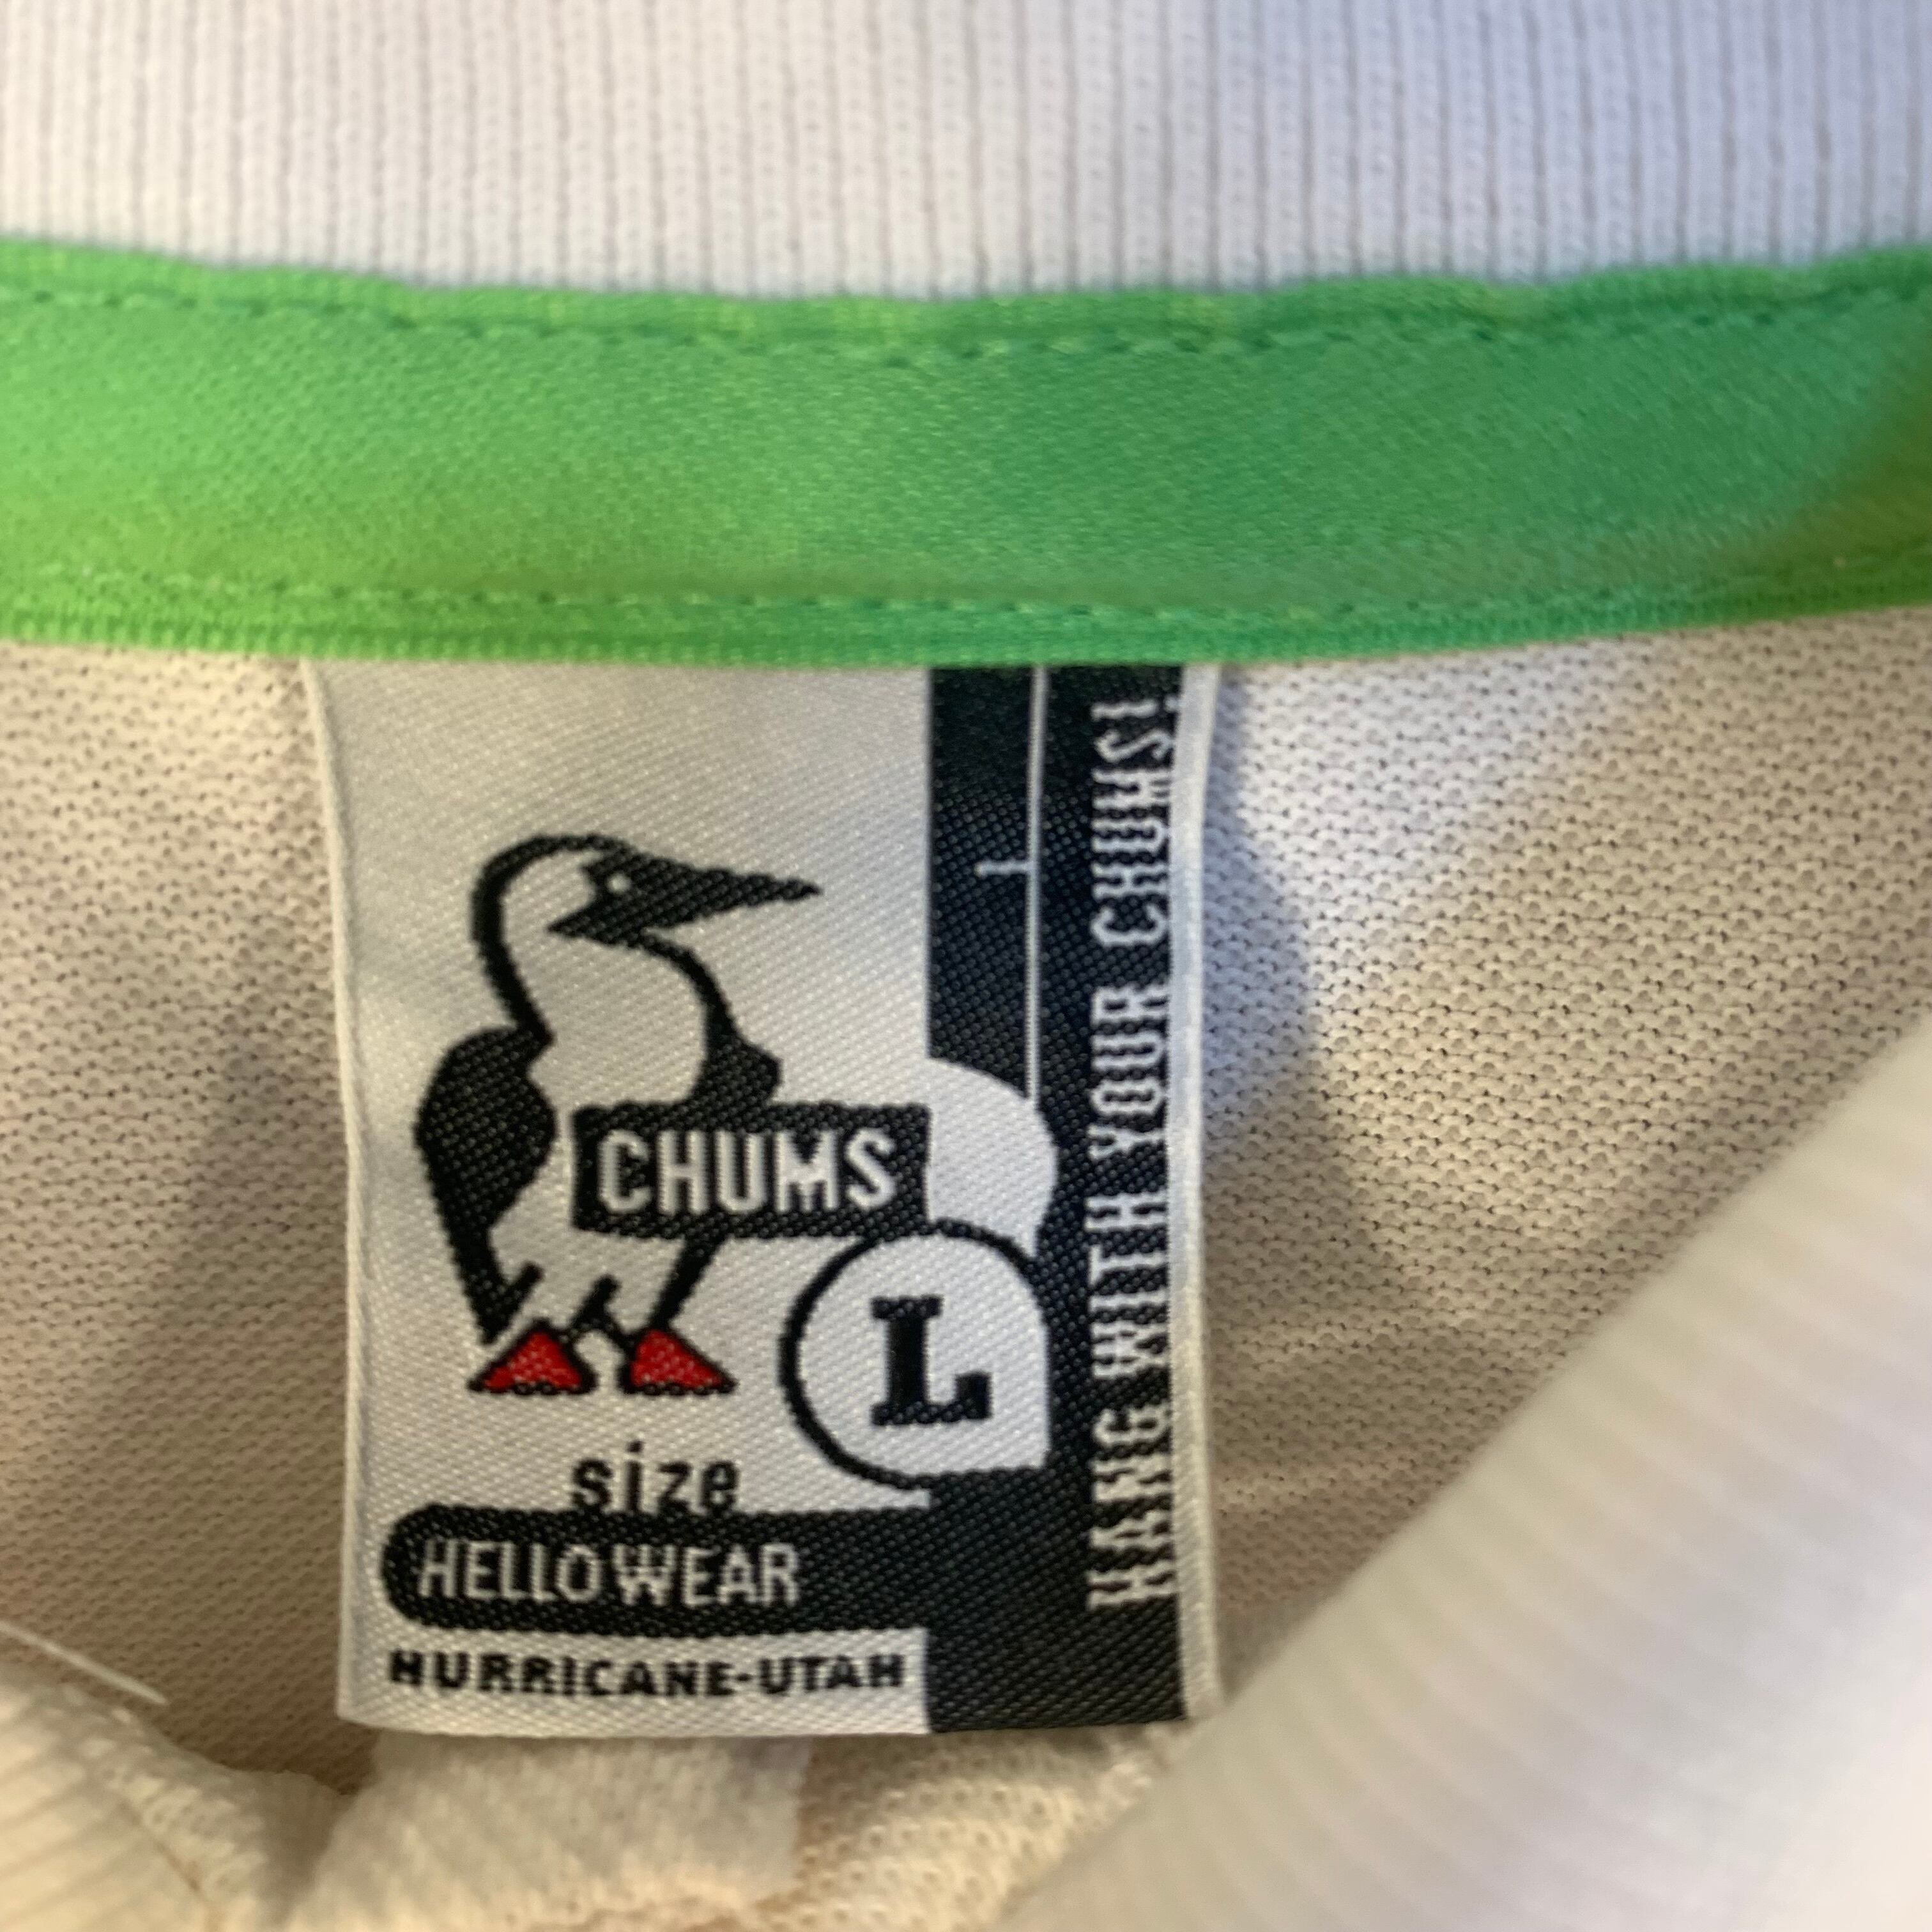 CHUMS
L
size
HELLO WEAR
HURRICANE-UTAH
HANG WITH YOUR CHUMS!